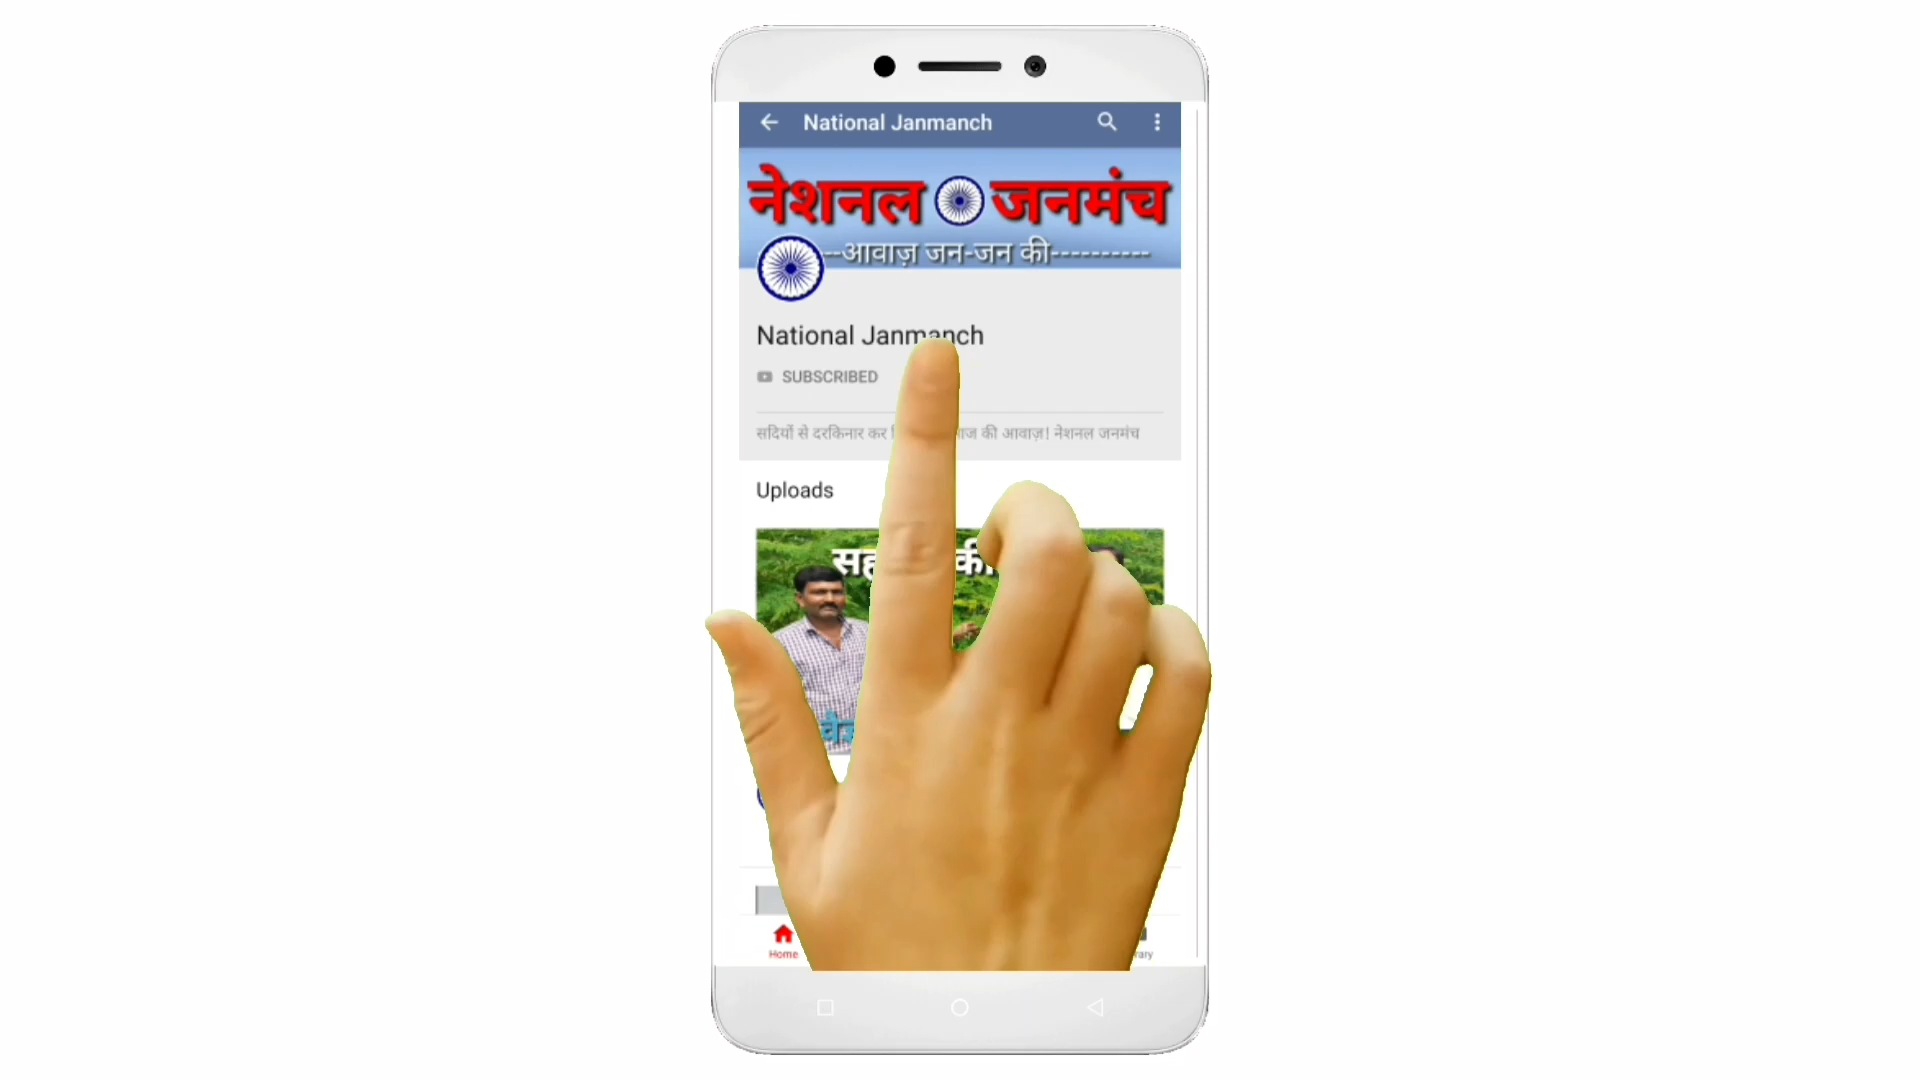 National Janmanch
नेशनल जनमंच
--आवाज़ जन-जन की----------
National Janmanch
SUBSCRIBED
सदियों से दरकिनार कर की आवाज़! नेशनल जनमंच
Uploads
Home